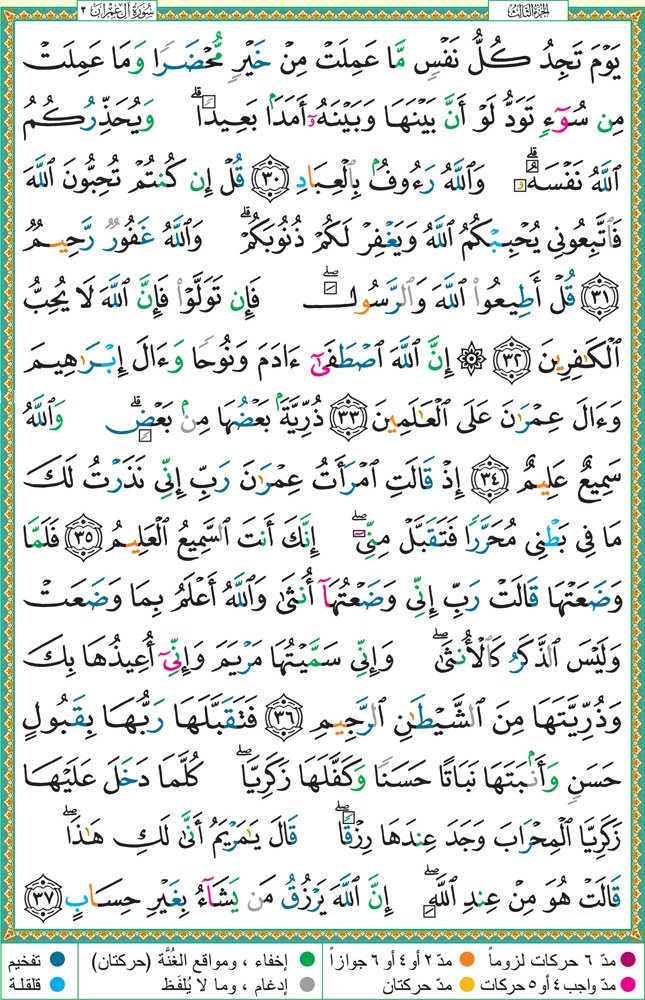 الجزء الثالث
سورة آل عمران ٣
يَوْمَ تَجِدُ كُلُّ نَفْسٍ مَّا عَمِلَتْ مِنْ خَيْرٍ مُّحْضَرًا وَمَا عَمِلَتْ
مِن سُوٓءٍ تَوَدُّ لَوْ أَنَّ بَيْنَهَا وَبَيْنَهُۥٓ أَمَدًۢا بَعِيدًاۗ وَيُحَذِّرُكُمُ
ٱللَّهُ نَفْسَهُۥۗ وَٱللَّهُ رَءُوفُۢ بِٱلْعِبَادِ ٣٠ قُلْ إِن كُنتُمْ تُحِبُّونَ ٱللَّهَ
فَٱتَّبِعُونِى يُحْبِبْكُمُ ٱللَّهُ وَيَغْفِرْ لَكُمْ ذُنُوبَكُمْۗ وَٱللَّهُ غَفُورٌ رَّحِيمٌ
٣١ قُلْ أَطِيعُوا۟ ٱللَّهَ وَٱلرَّسُولَۖ فَإِن تَوَلَّوْا۟ فَإِنَّ ٱللَّهَ لَا يُحِبُّ
ٱلْكَٰفِرِينَ ٣٢ ۞ إِنَّ ٱللَّهَ ٱصْطَفَىٰٓ ءَادَمَ وَنُوحًا وَءَالَ إِبْرَٰهِيمَ
وَءَالَ عِمْرَٰنَ عَلَى ٱلْعَٰلَمِينَ ٣٣ ذُرِّيَّةًۢ بَعْضُهَا مِنۢ بَعْضٍۗ وَٱللَّهُ
سَمِيعٌ عَلِيمٌ ٣٤ إِذْ قَالَتِ ٱمْرَأَتُ عِمْرَٰنَ رَبِّ إِنِّى نَذَرْتُ لَكَ
مَا فِى بَطْنِى مُحَرَّرًا فَتَقَبَّلْ مِنِّىٓۖ إِنَّكَ أَنتَ ٱلسَّمِيعُ ٱلْعَلِيمُ ٣٥ فَلَمَّا
وَضَعَتْهَا قَالَتْ رَبِّ إِنِّى وَضَعْتُهَآ أُنثَىٰ وَٱللَّهُ أَعْلَمُ بِمَا وَضَعَتْ
وَلَيْسَ ٱلذَّكَرُ كَٱلْأُنثَىٰۖ وَإِنِّى سَمَّيْتُهَا مَرْيَمَ وَإِنِّىٓ أُعِيذُهَا بِكَ
وَذُرِّيَّتَهَا مِنَ ٱلشَّيْطَٰنِ ٱلرَّجِيمِ ٣٦ فَتَقَبَّلَهَا رَبُّهَا بِقَبُولٍ
حَسَنٍ وَأَنۢبَتَهَا نَبَاتًا حَسَنًا وَكَفَّلَهَا زَكَرِيَّاۖ كُلَّمَا دَخَلَ عَلَيْهَا
زَكَرِيَّا ٱلْمِحْرَابَ وَجَدَ عِندَهَا رِزْقًاۖ قَالَ يَٰمَرْيَمُ أَنَّىٰ لَكِ هَٰذَاۖ
قَالَتْ هُوَ مِنْ عِندِ ٱللَّهِۖ إِنَّ ٱللَّهَ يَرْزُقُ مَن يَشَآءُ بِغَيْرِ حِسَابٍ ٣٧
مدّ ٦ حركات لزوماً مدّ ٢ أو ٤ أو ٦ جوازاً إخفاء ، ومواقع الغُنَّة (حركتان) تفخيم
مدّ واجب ٤ أو ٥ حركات مدّ حركتان إدغام ، وما لا يُلفَظ قلقلة